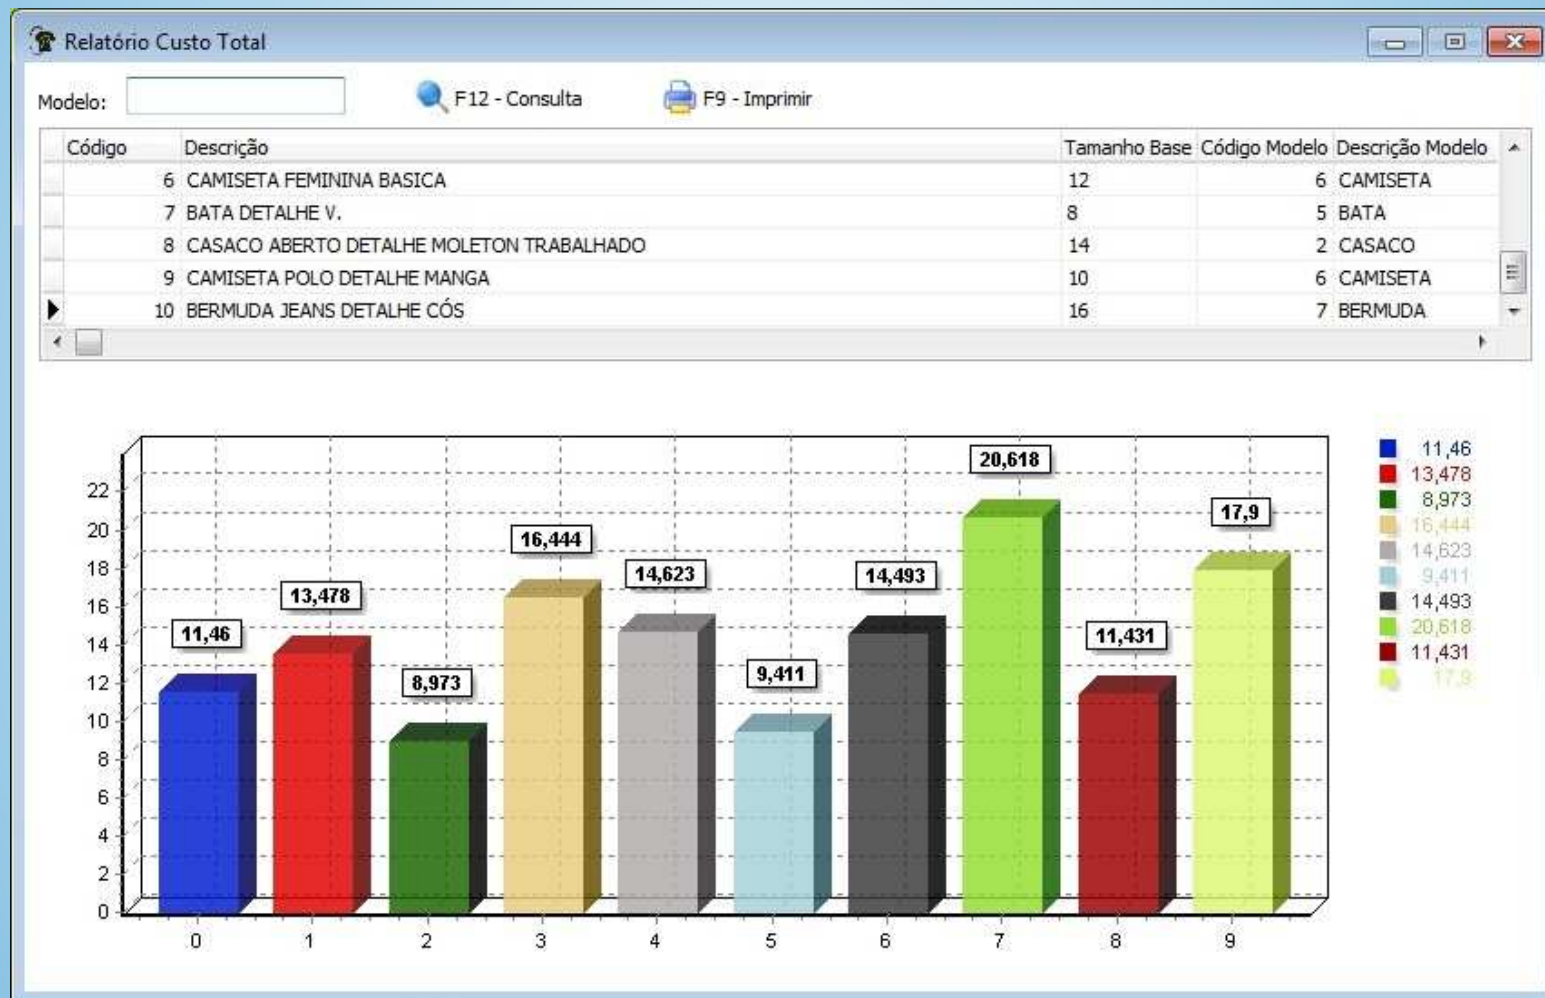 Relatório Custo Total
Modelo:
F12 - Consulta
F9 - Imprimir
Código Descrição Tamanho Base Código Modelo Descrição Modelo
6 CAMISETA FEMININA BASICA 12 6 CAMISETA
7 BATA DETALHE V. 8 5 BATA
8 CASACO ABERTO DETALHE MOLETON TRABALHADO 14 2 CASACO
9 CAMISETA POLO DETALHE MANGA 10 6 CAMISETA
10 BERMUDA JEANS DETALHE CÓS 16 7 BERMUDA
22
20
18
16
14
12
10
8
6
4
2
0
11,46
13,478
8,973
16,444
14,623
9,411
14,493
20,618
11,431
17,9
0 1 2 3 4 5 6 7 8 9
11,46
13,478
8,973
16,444
14,623
9,411
14,493
20,618
11,431
17,9